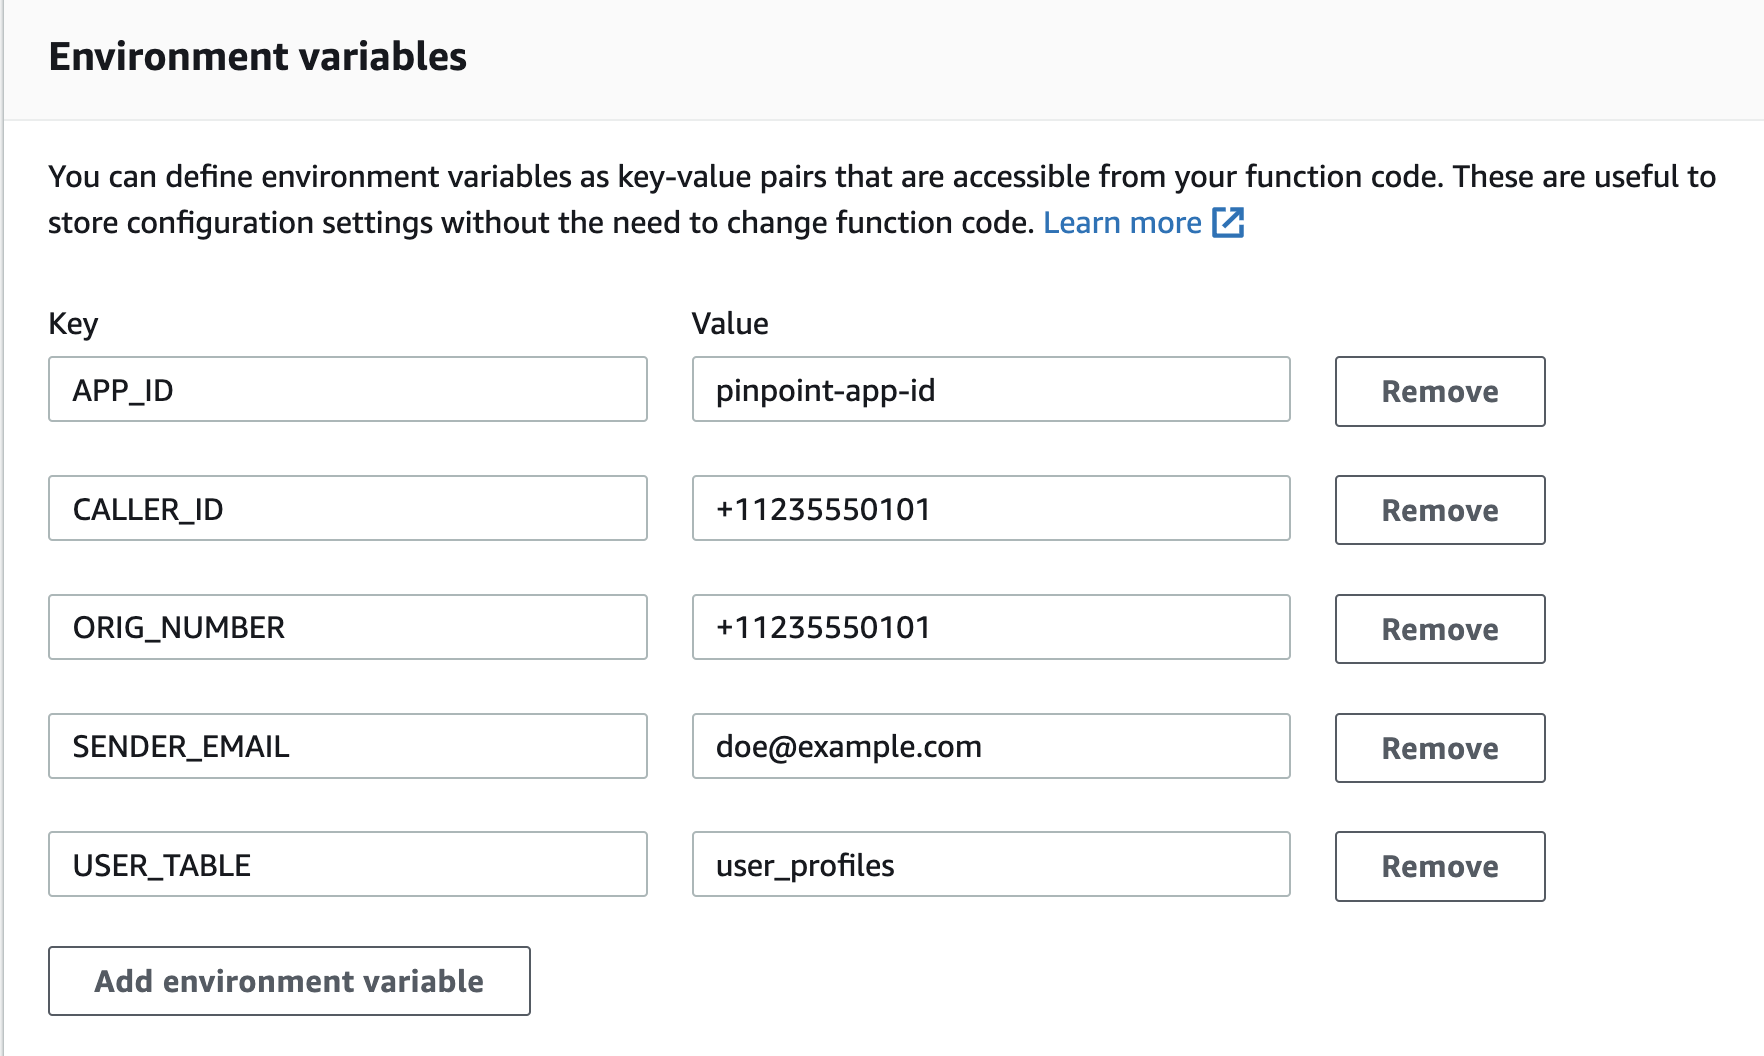 Environment variables
You can define environment variables as key-value pairs that are accessible from your function code. These are useful to
store configuration settings without the need to change function code. Learn more
Key Value
APP_ID pinpoint-app-id Remove
CALLER_ID +11235550101 Remove
ORIG_NUMBER +11235550101 Remove
SENDER_EMAIL doe@example.com Remove
USER_TABLE user_profiles Remove
Add environment variable